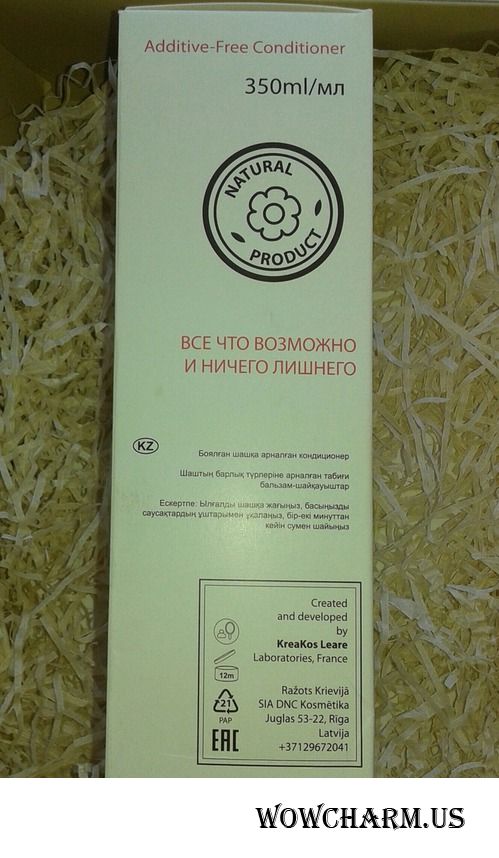 Additive-Free Conditioner
350ml/мл
NATURAL
PRODUCT
ВСЕ ЧТО ВОЗМОЖНО
И НИЧЕГО ЛИШНЕГО
KZ
Боялған шашқа арналған кондиционер
Шаштың барлық түрлеріне арналған табиғи
бальзам-шайқауыштар
Ескертпе: Ылғалды шашқа жағыңыз, басыңызды
саусақтардың ұштарымен уқалаңыз, бір-екі минуттан
кейін сумен шайыңыз
Created
and developed
by
KreaKos Leare
Laboratories, France
12m
21
PAP
EAC
Ražots Krievijā
SIA DNC Kosmētika
Juglas 53-22, Rīga
Latvija
+37129672041
WOWCHARM.US